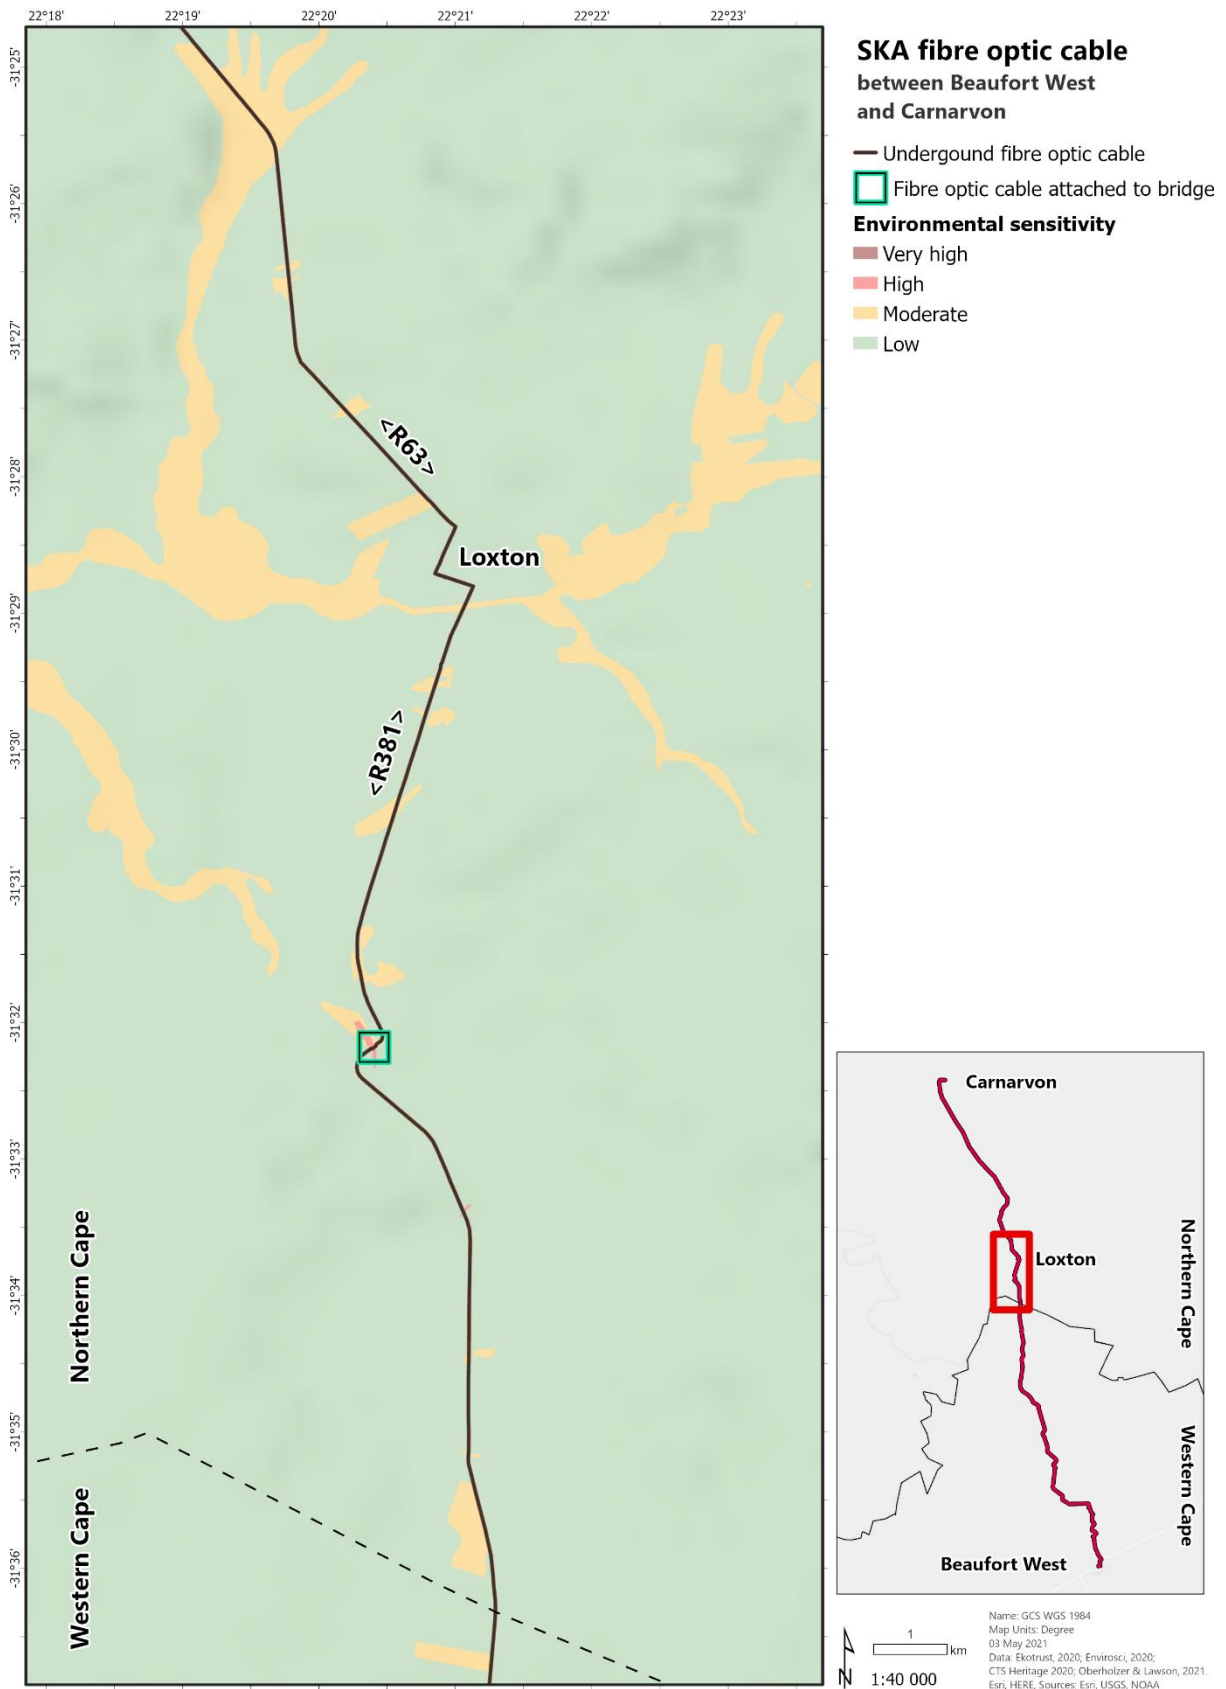 22°18'
22°19'
22°20'
22°21'
22°22'
22°23'
-31°25'
-31°26'
-31°27'
-31°28'
-31°29'
-31°30'
-31°31'
-31°32'
-31°33'
-31°34'
-31°35'
-31°36'
<R63>
Loxton
<R381>
Northern Cape
Western Cape
SKA fibre optic cable
between Beaufort West
and Carnarvon
Undergound fibre optic cable
Fibre optic cable attached to bridge
Environmental sensitivity
Very high
High
Moderate
Low
Carnarvon
Loxton
Northern Cape
Western Cape
Beaufort West
N
1
km
1:40 000
Name: GCS WGS 1984
Map Units: Degree
03 May 2021
Data: Ekotrust, 2020; Envirosci, 2020;
CTS Heritage 2020; Oberholzer & Lawson, 2021.
Esri, HERE, Sources: Esri, USGS, NOAA